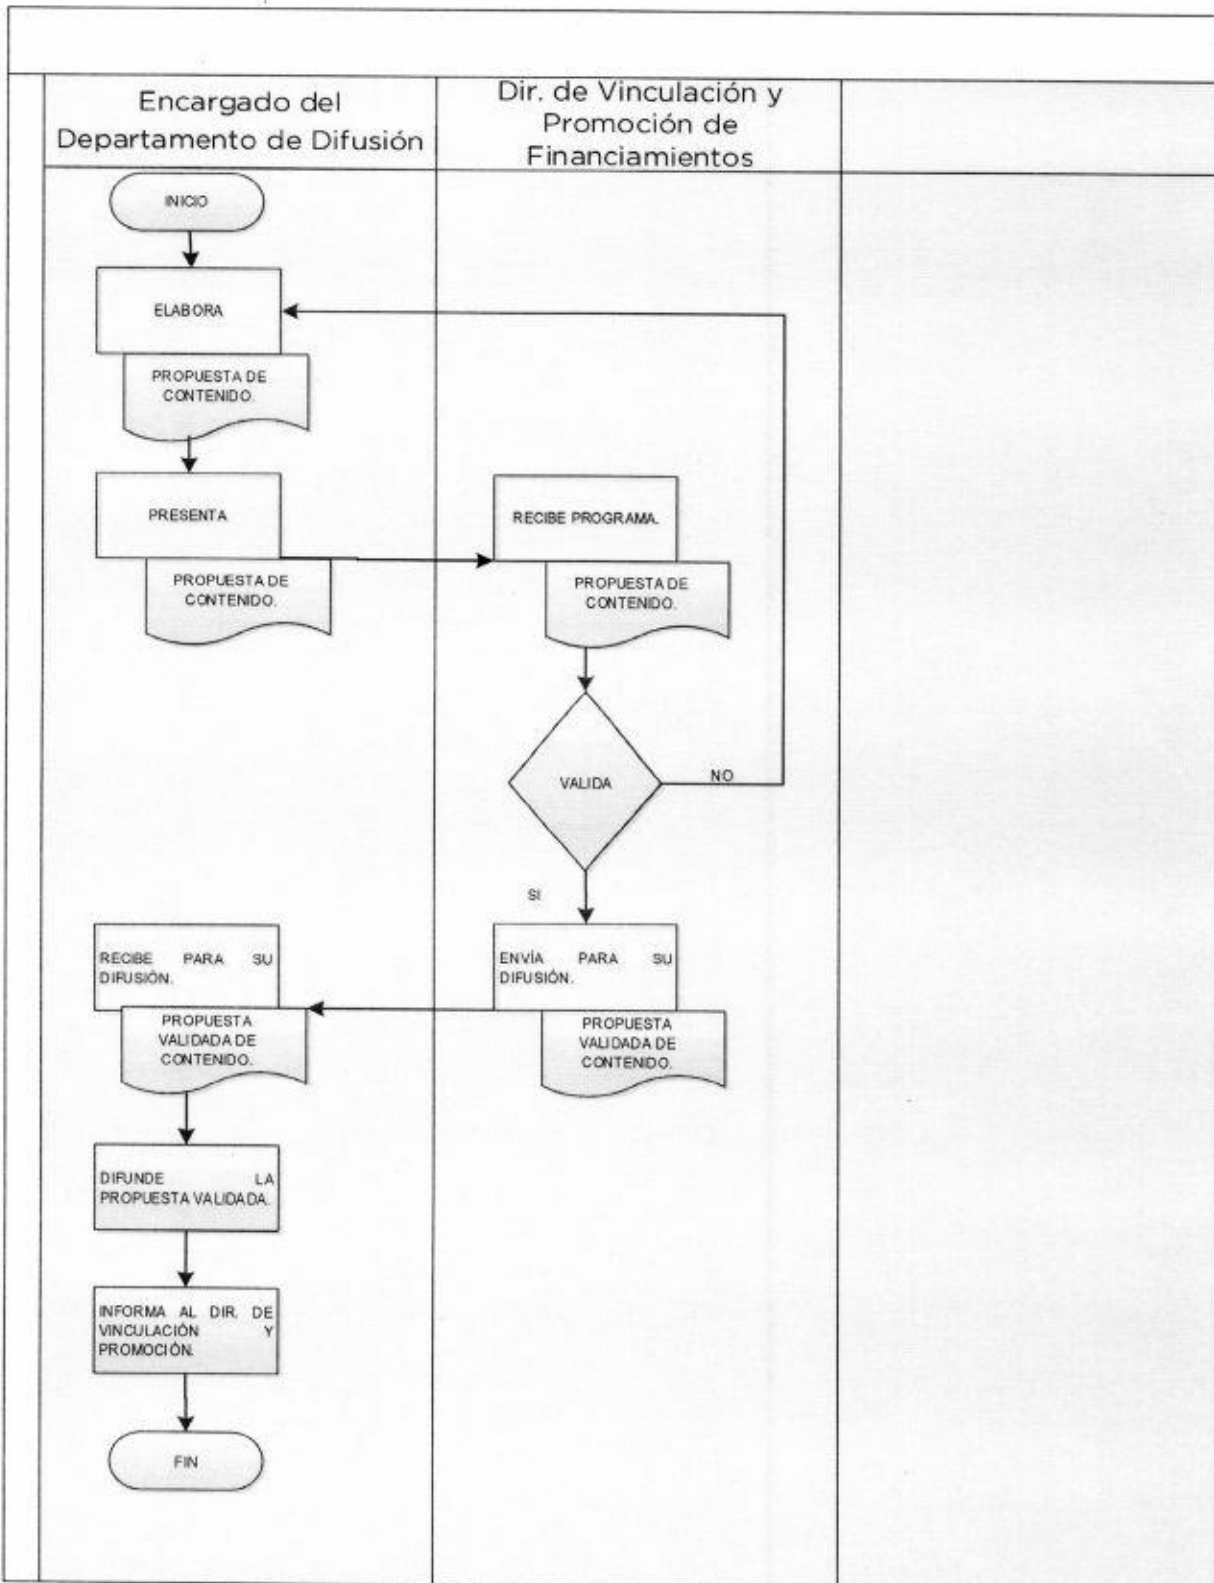 Encargado del
Departamento de Difusión
Dir. de Vinculación y
Promoción de
Financiamientos
INICIO
ELABORA
PROPUESTA DE
CONTENIDO.
PRESENTA
PROPUESTA DE
CONTENIDO.
RECIBE PROGRAMA.
PROPUESTA DE
CONTENIDO.
VALIDA
NO
SI
ENVÍA PARA SU
DIFUSIÓN.
PROPUESTA
VALIDADA DE
CONTENIDO.
RECIBE PARA SU
DIFUSIÓN.
PROPUESTA
VALIDADA DE
CONTENIDO.
DIFUNDE LA
PROPUESTA VALIDADA.
INFORMA AL DIR. DE
VINCULACIÓN Y
PROMOCIÓN.
FIN